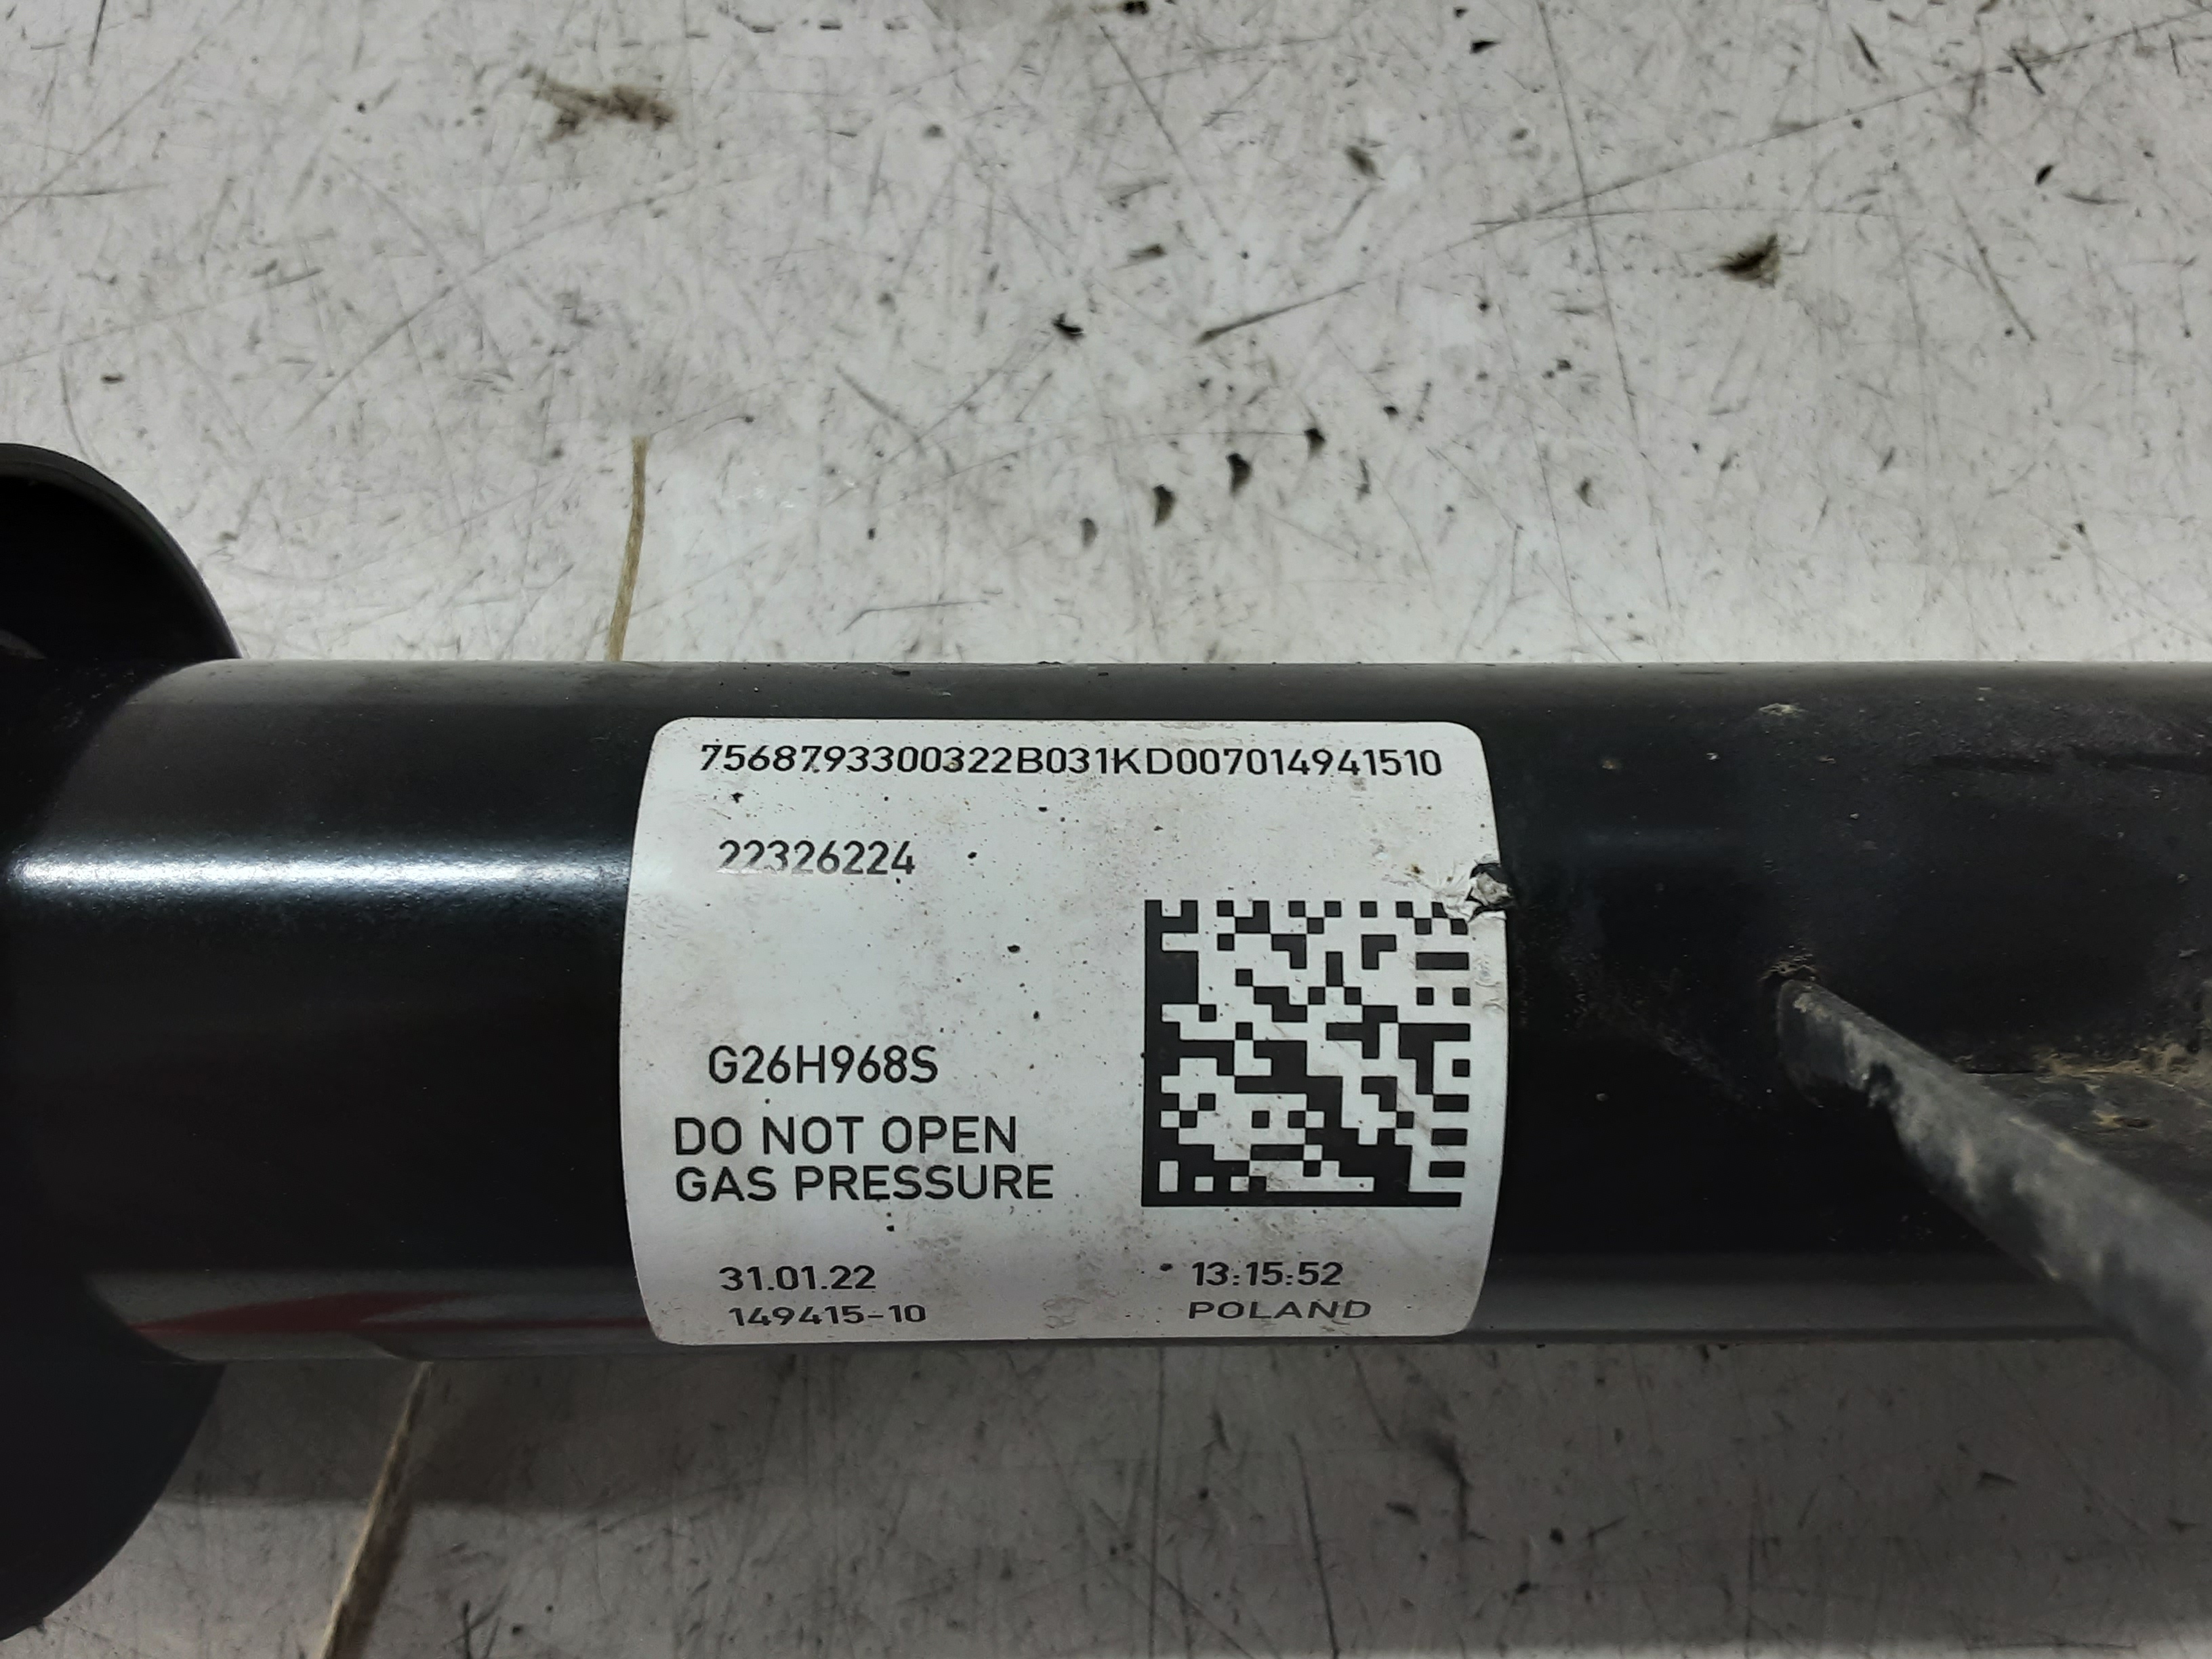 7568793300322B031KD007014941510
22326224
G26H968S
DO NOT OPEN
GAS PRESSURE
31.01.22 13:15:52
149415-10 POLAND